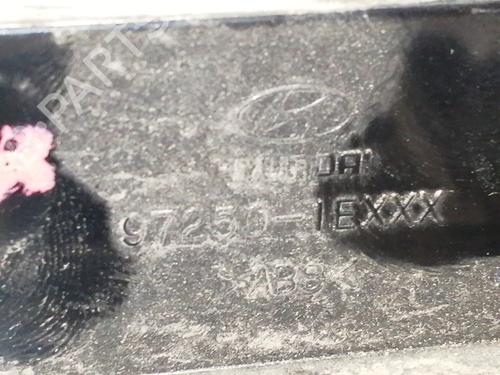 PARTS
HYUNDAI
97250-1EXXX
>ABS<